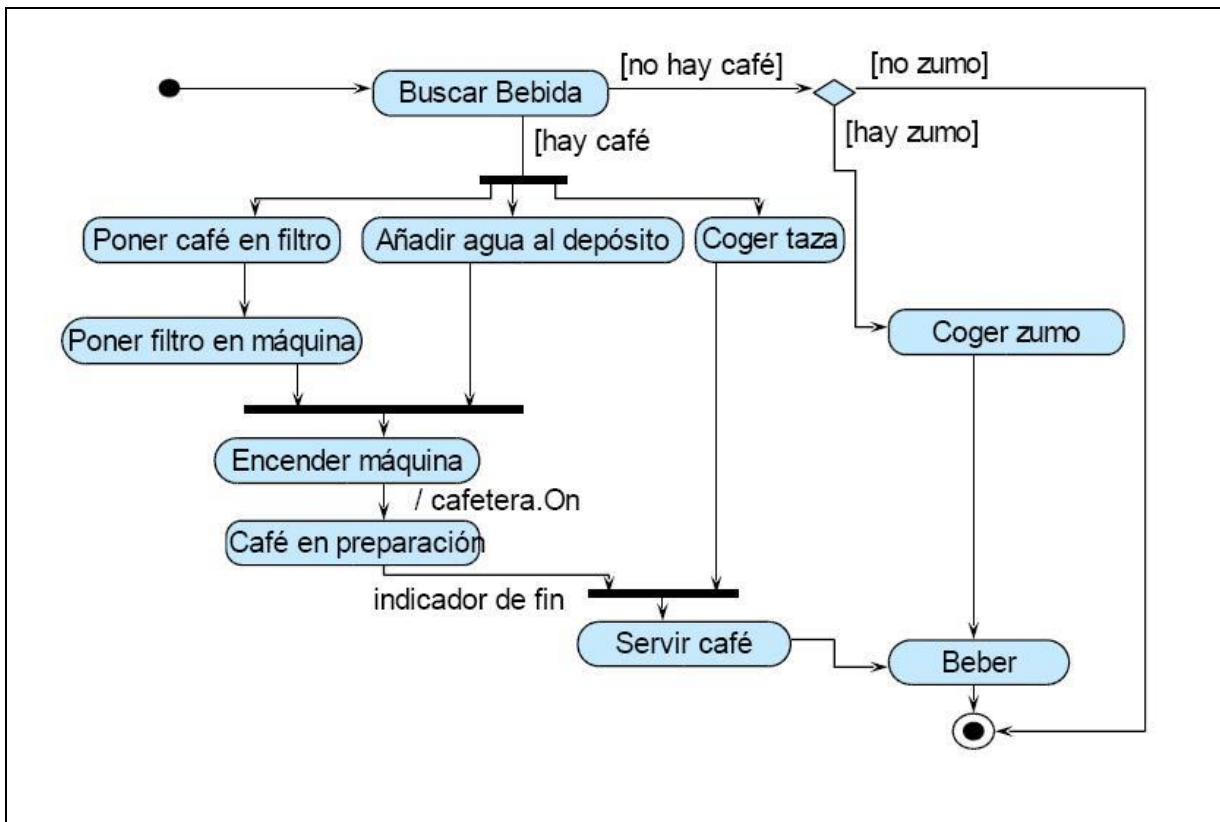 [no hay café]
[no zumo]
Buscar Bebida
[hay café
[hay zumo]
Poner café en filtro
Añadir agua al depósito
Coger taza
Poner filtro en máquina
Coger zumo
Encender máquina
/ cafetera.On
Café en preparación
indicador de fin
Servir café
Beber